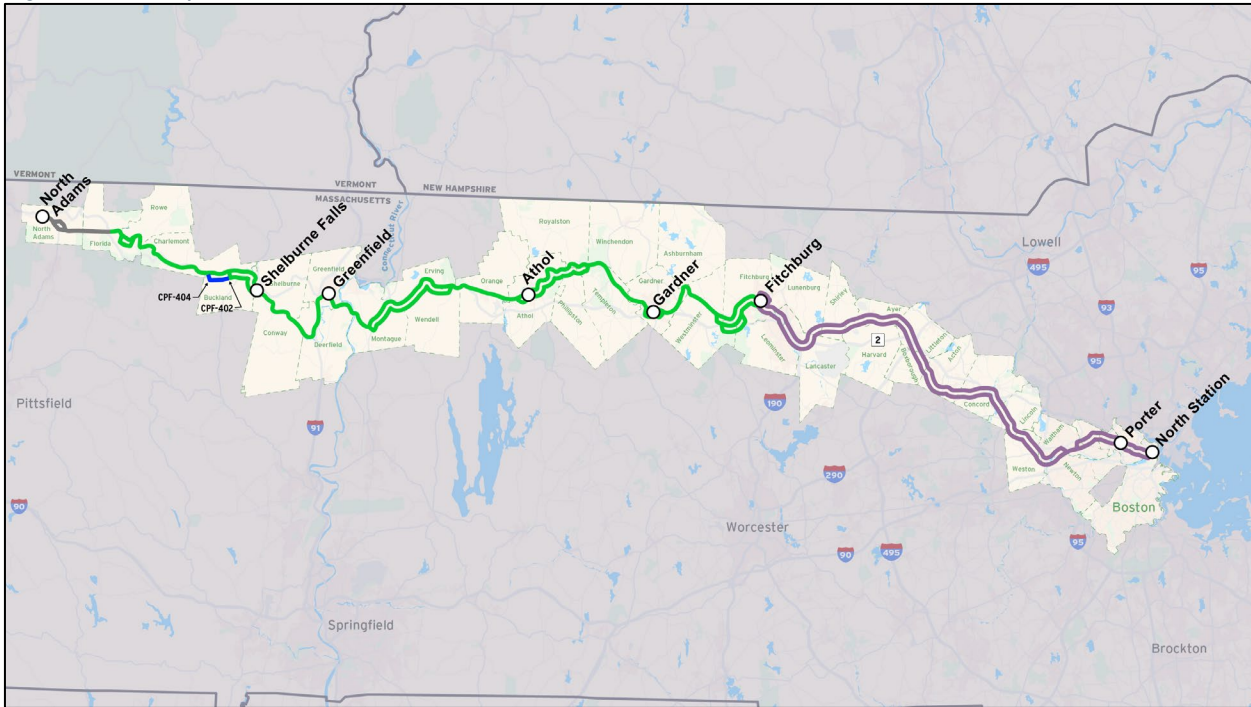 VERMONT
VERMONT
MASSACHUSETTS
NEW HAMPSHIRE
Connecticut River
North
Adams
North
Adams
Florida
Rowe
Charlemont
CPF-404
CPF-402
Buckland
Shelburne Falls
Shelburne
Greenfield
Greenfield
Conway
Deerfield
Montague
Wendell
Erving
Orange
Athol
Athol
Royalston
Phillipston
Templeton
Winchendon
Gardner
Gardner
Ashburnham
Westminster
Fitchburg
Fitchburg
Lunenburg
Leominster
Lancaster
Shirley
Ayer
Harvard
2
Boxborough
Littleton
Acton
Concord
Lincoln
Weston
Waltham
Newton
Porter
North Station
Boston
Lowell
495
95
93
95
Pittsfield
91
190
290
90
Worcester
90
495
95
Springfield
Brockton